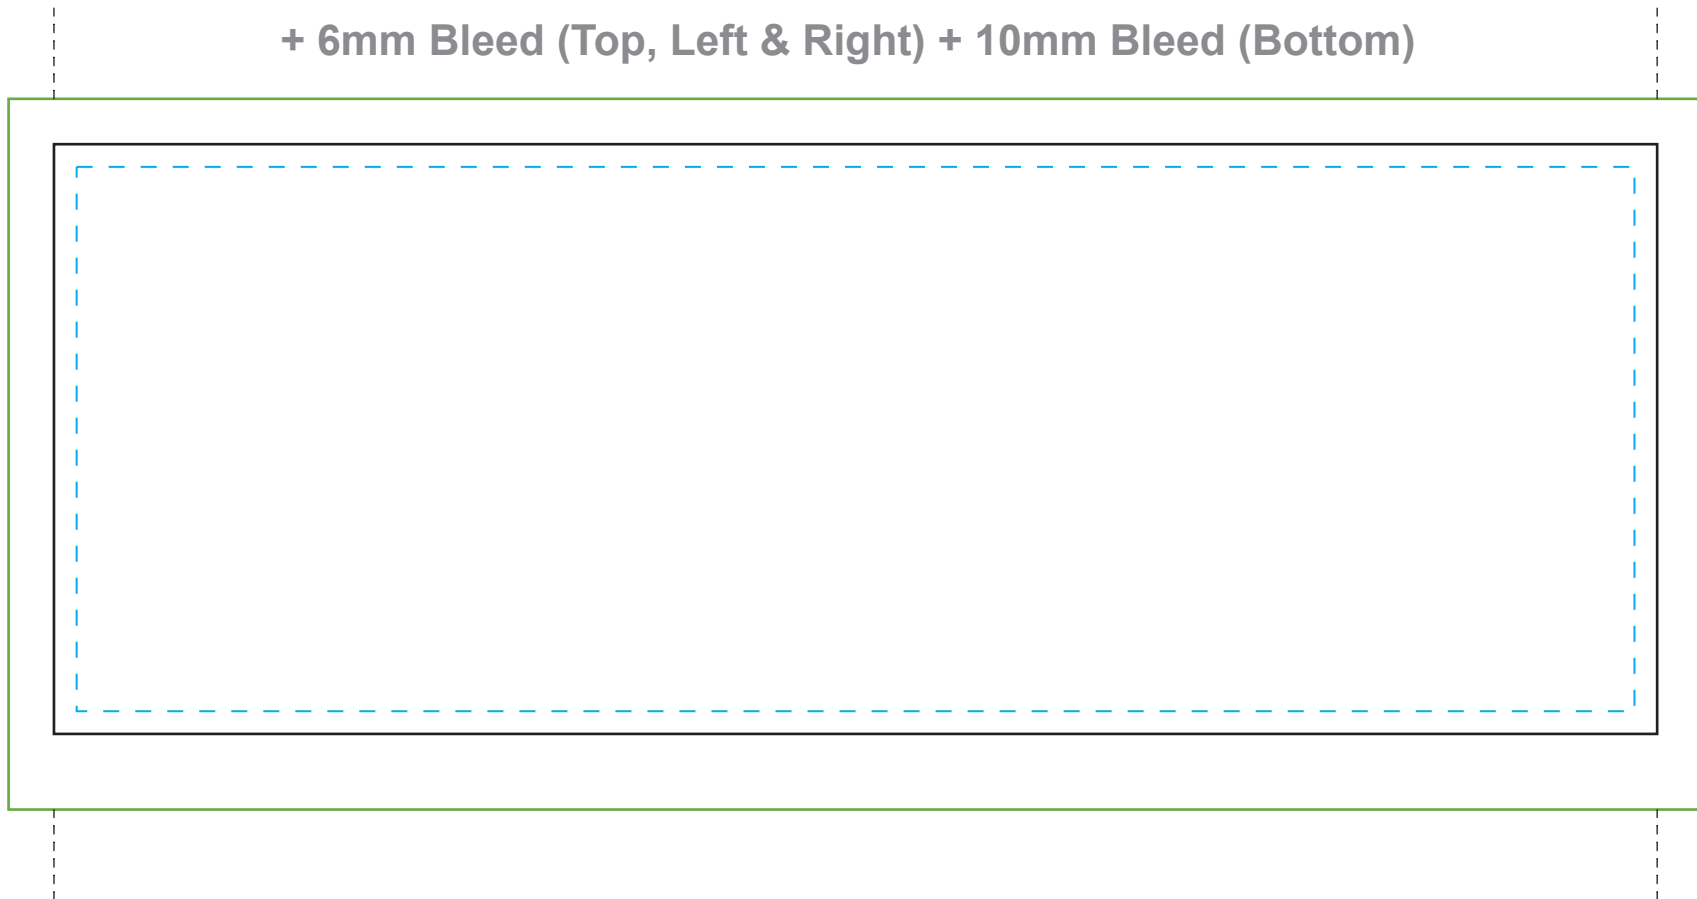 + 6mm Bleed (Top, Left & Right) + 10mm Bleed (Bottom)